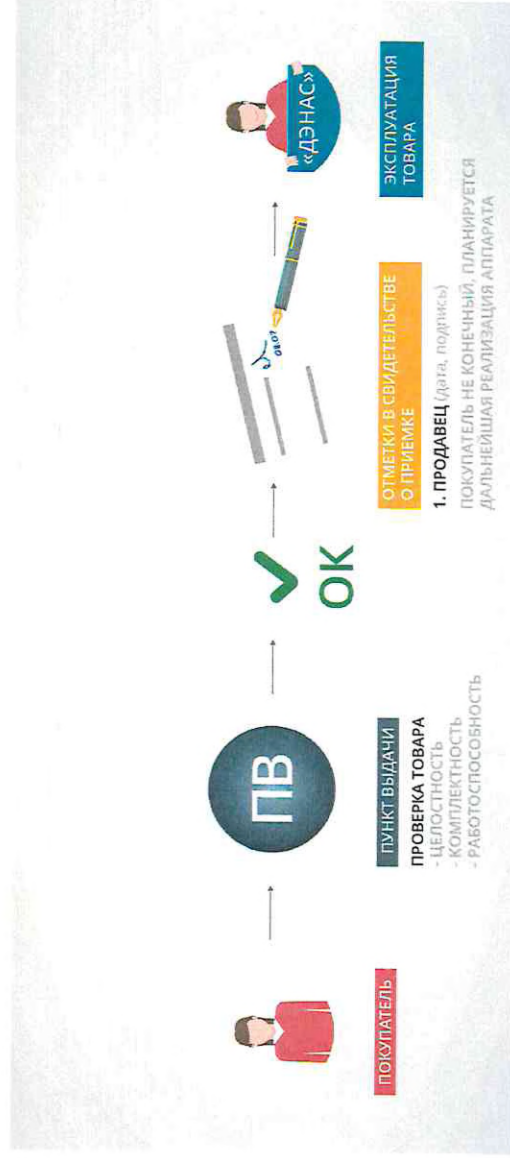 ПОКУПАТЕЛЬ
ПВ
ПУНКТ ВЫДАЧИ
ПРОВЕРКА ТОВАРА
- ЦЕЛОСТНОСТЬ
- КОМПЛЕКТНОСТЬ
- РАБОТОСПОСОБНОСТЬ
ОК
ОТМЕТКИ В СВИДЕТЕЛЬСТВЕ
О ПРИЕМКЕ
1. ПРОДАВЕЦ (дата, подпись)
ПОКУПАТЕЛЬ НЕ КОНЕЧНЫЙ, ПЛАНИРУЕТСЯ
ДАЛЬНЕЙШАЯ РЕАЛИЗАЦИЯ АППАРАТА
«ДЭНАС»
ЭКСПЛУАТАЦИЯ
ТОВАРА